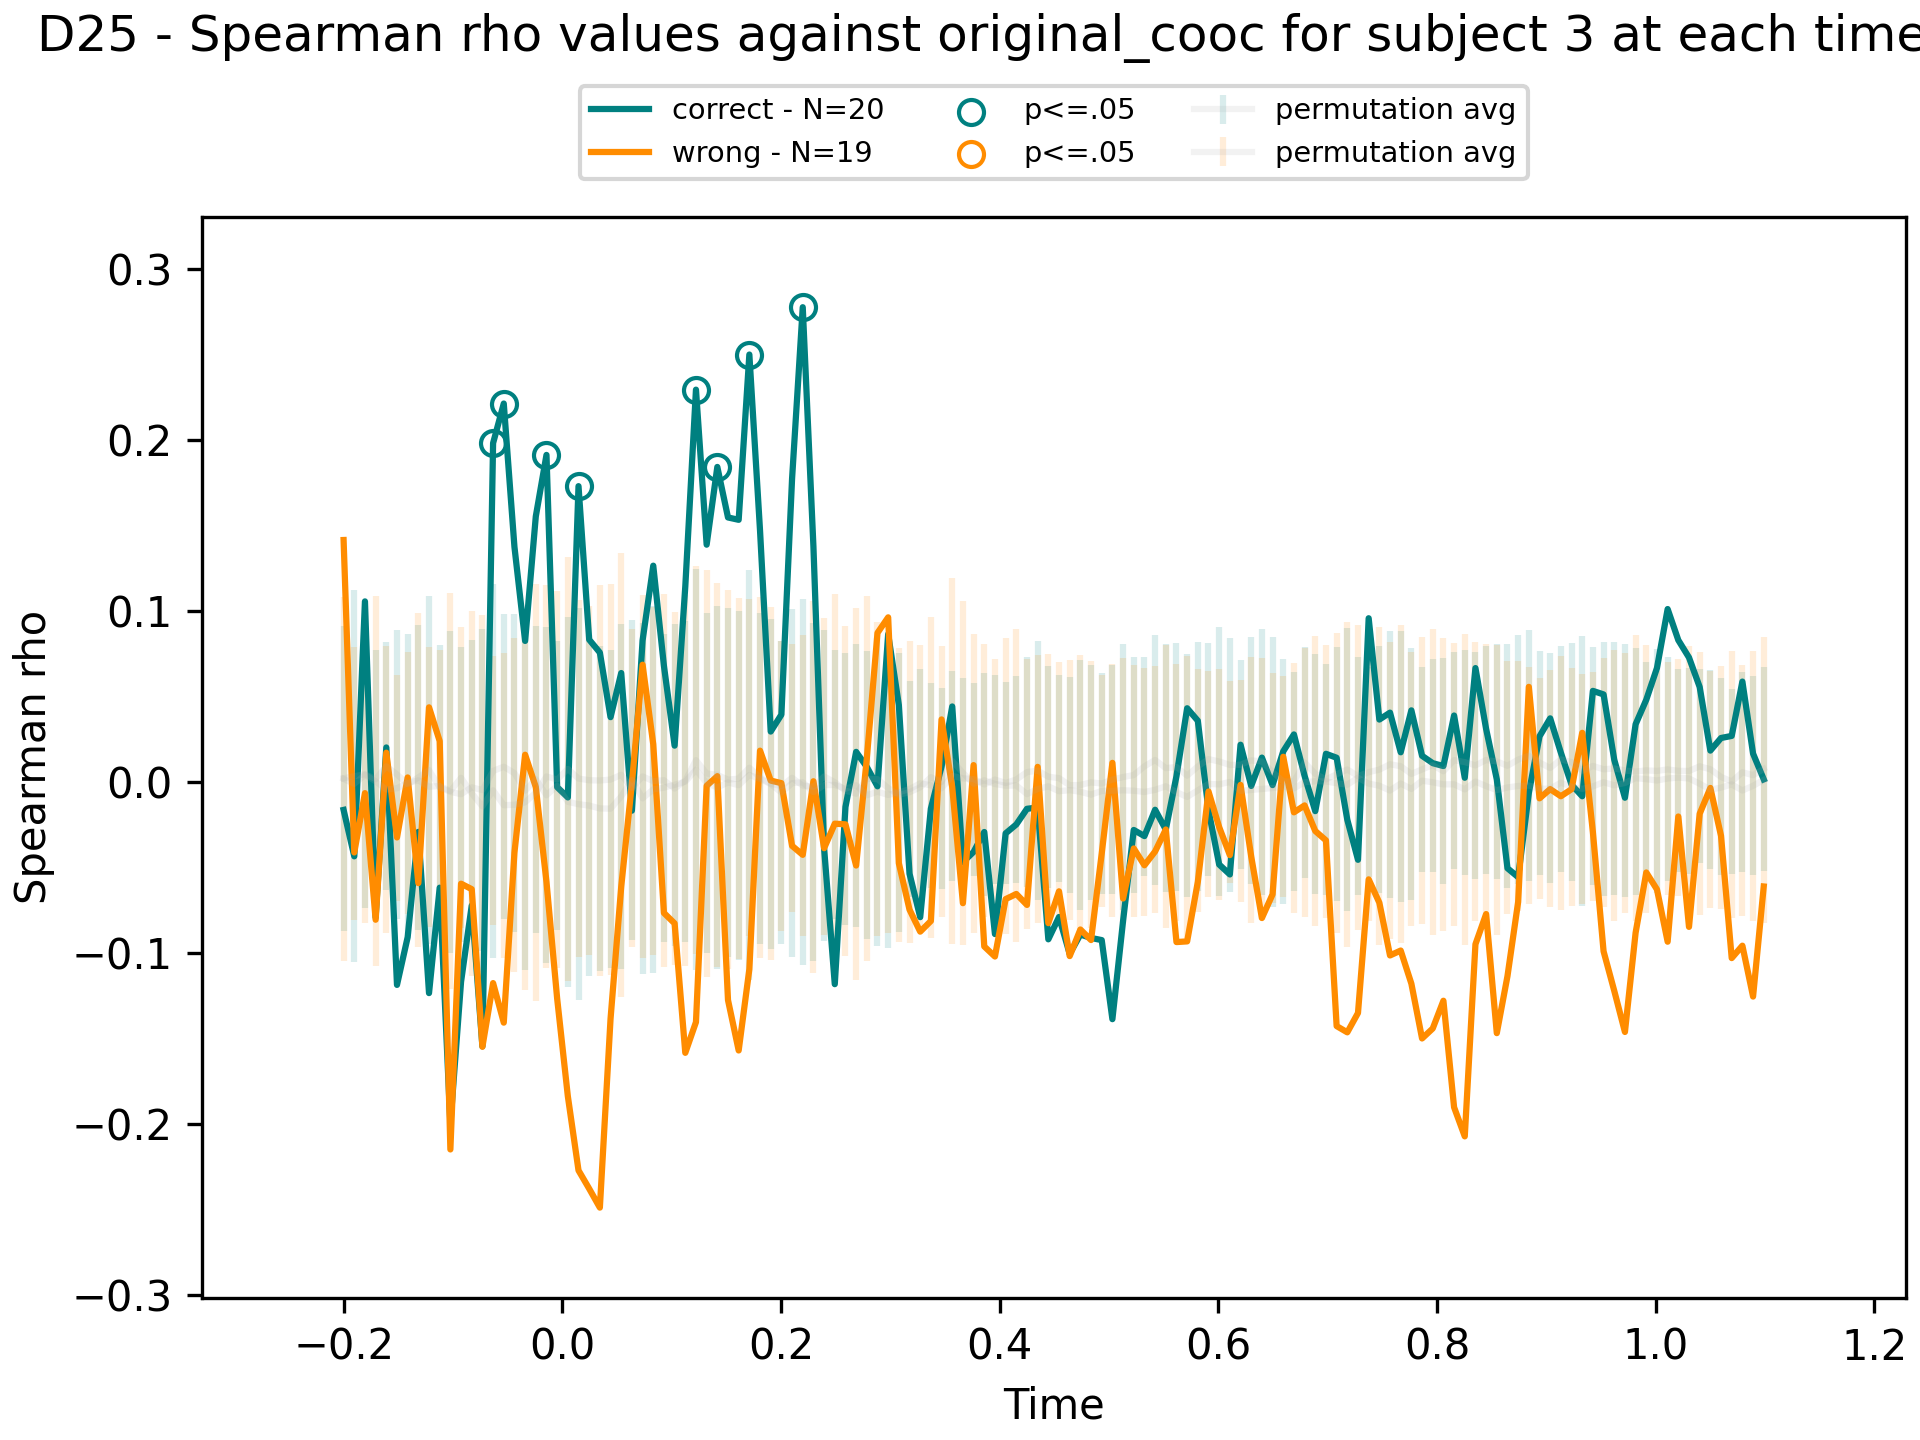 D25 - Spearman rho values against original_cooc for subject 3 at each time
correct - N=20
wrong - N=19
p<=.05
p<=.05
permutation avg
permutation avg
0.3
0.2
0.1
0.0
−0.1
−0.2
−0.3
Spearman rho
−0.2 0.0 0.2 0.4 0.6 0.8 1.0 1.2
Time